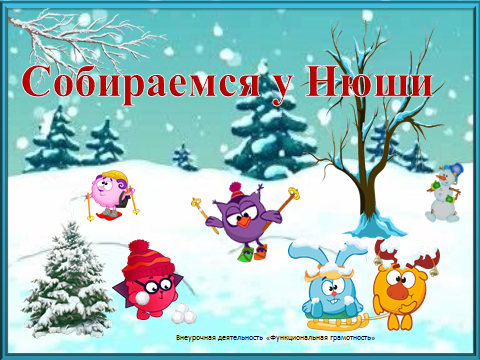 Собираемся у Нюши
Внеурочная деятельность «Функциональная грамотность»